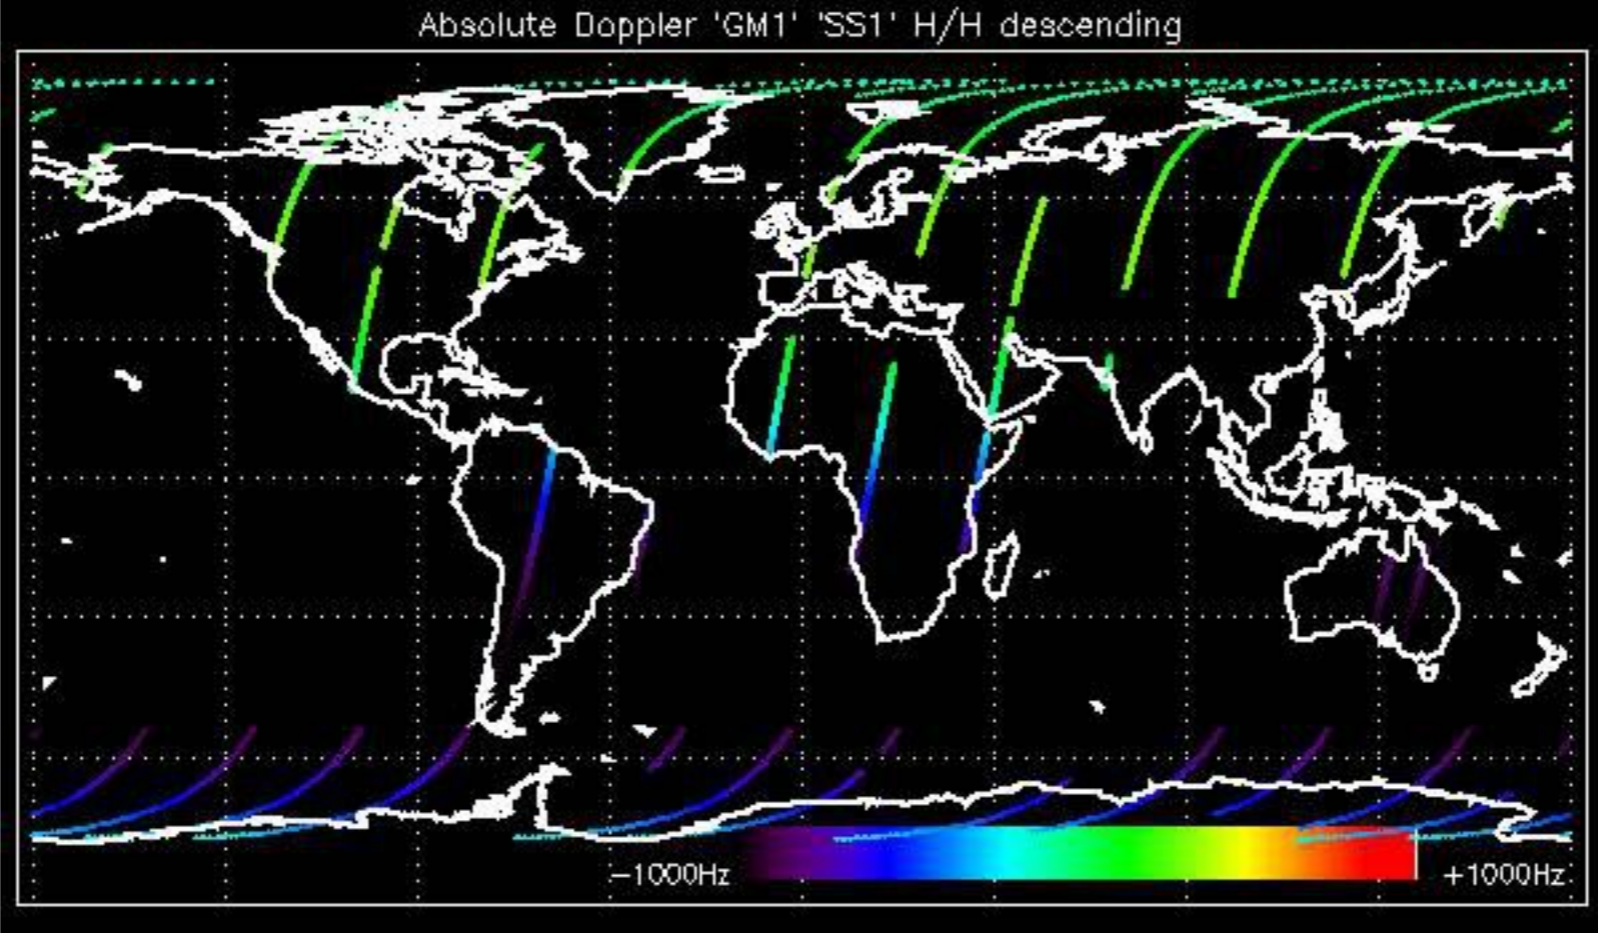 Absolute Doppler 'GM1' 'SS1' H/H descending
−1000Hz +1000Hz